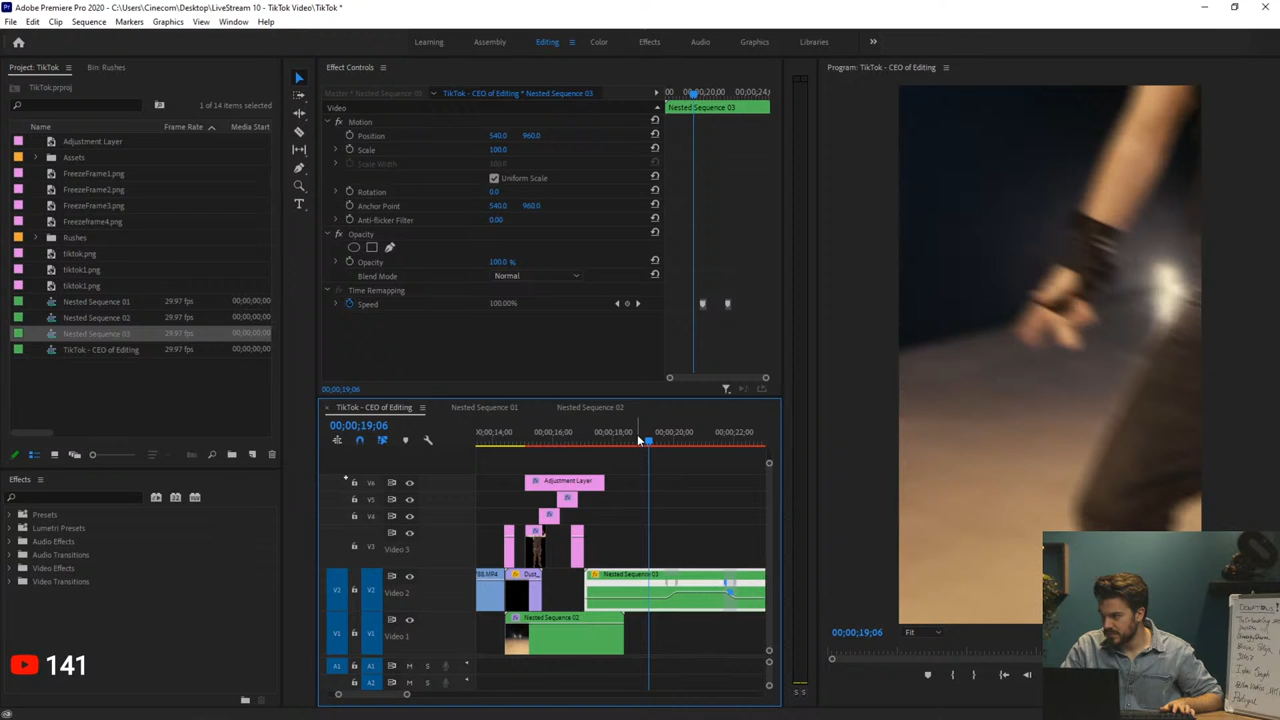 Adobe Premiere Pro 2020 - C:\Users\Cinecom\Desktop\LiveStream 10 - TikTok Video\TikTok *
File Edit Clip Sequence Markers Graphics View Window Help
Learning Assembly Editing Color Effects Audio Graphics Libraries
Project: TikTok Bin: Rushes
TikTok.prproj
1 of 14 items selected
Name Frame Rate Media Start
Adjustment Layer
Assets
FreezeFrame1.png
FreezeFrame2.png
FreezeFrame3.png
Freezeframe4.png
Rushes
tiktok.png
tiktok1.png
tiktok1.png
Nested Sequence 01 29.97 fps 00;00;00;00
Nested Sequence 02 29.97 fps 00;00;00;00
Nested Sequence 03 29.97 fps 00;00;00;00
TikTok - CEO of Editing 29.97 fps 00;00;00;00
Effects
Presets
Lumetri Presets
Audio Effects
Audio Transitions
Video Effects
Video Transitions
141
Effect Controls
Master * Nested Sequence 03 TikTok - CEO of Editing * Nested Sequence 03
00 00;00;20;00 00;00;24;
Video
Nested Sequence 03
Motion
Position 540.0 960.0
Scale 100.0
Scale Width 100.0
Uniform Scale
Rotation 0.0
Anchor Point 540.0 960.0
Anti-flicker Filter 0.00
Opacity
Opacity 100.0 %
Blend Mode Normal
Time Remapping
Speed 100.00%
00;00;19;06
TikTok - CEO of Editing Nested Sequence 01 Nested Sequence 02
00;00;19;06
00;00;14;00 00;00;16;00 00;00;18;00 00;00;20;00 00;00;22;00
V6 Adjustment Layer
V5
V4
V3 Video 3
V2 V2 Video 2 788.MP4 Dust_ Nested Sequence 03
V1 V1 Video 1 Nested Sequence 02
A1 A1 M S
A2 A2 M S
S S
Program: TikTok - CEO of Editing
00;00;19;06 Fit